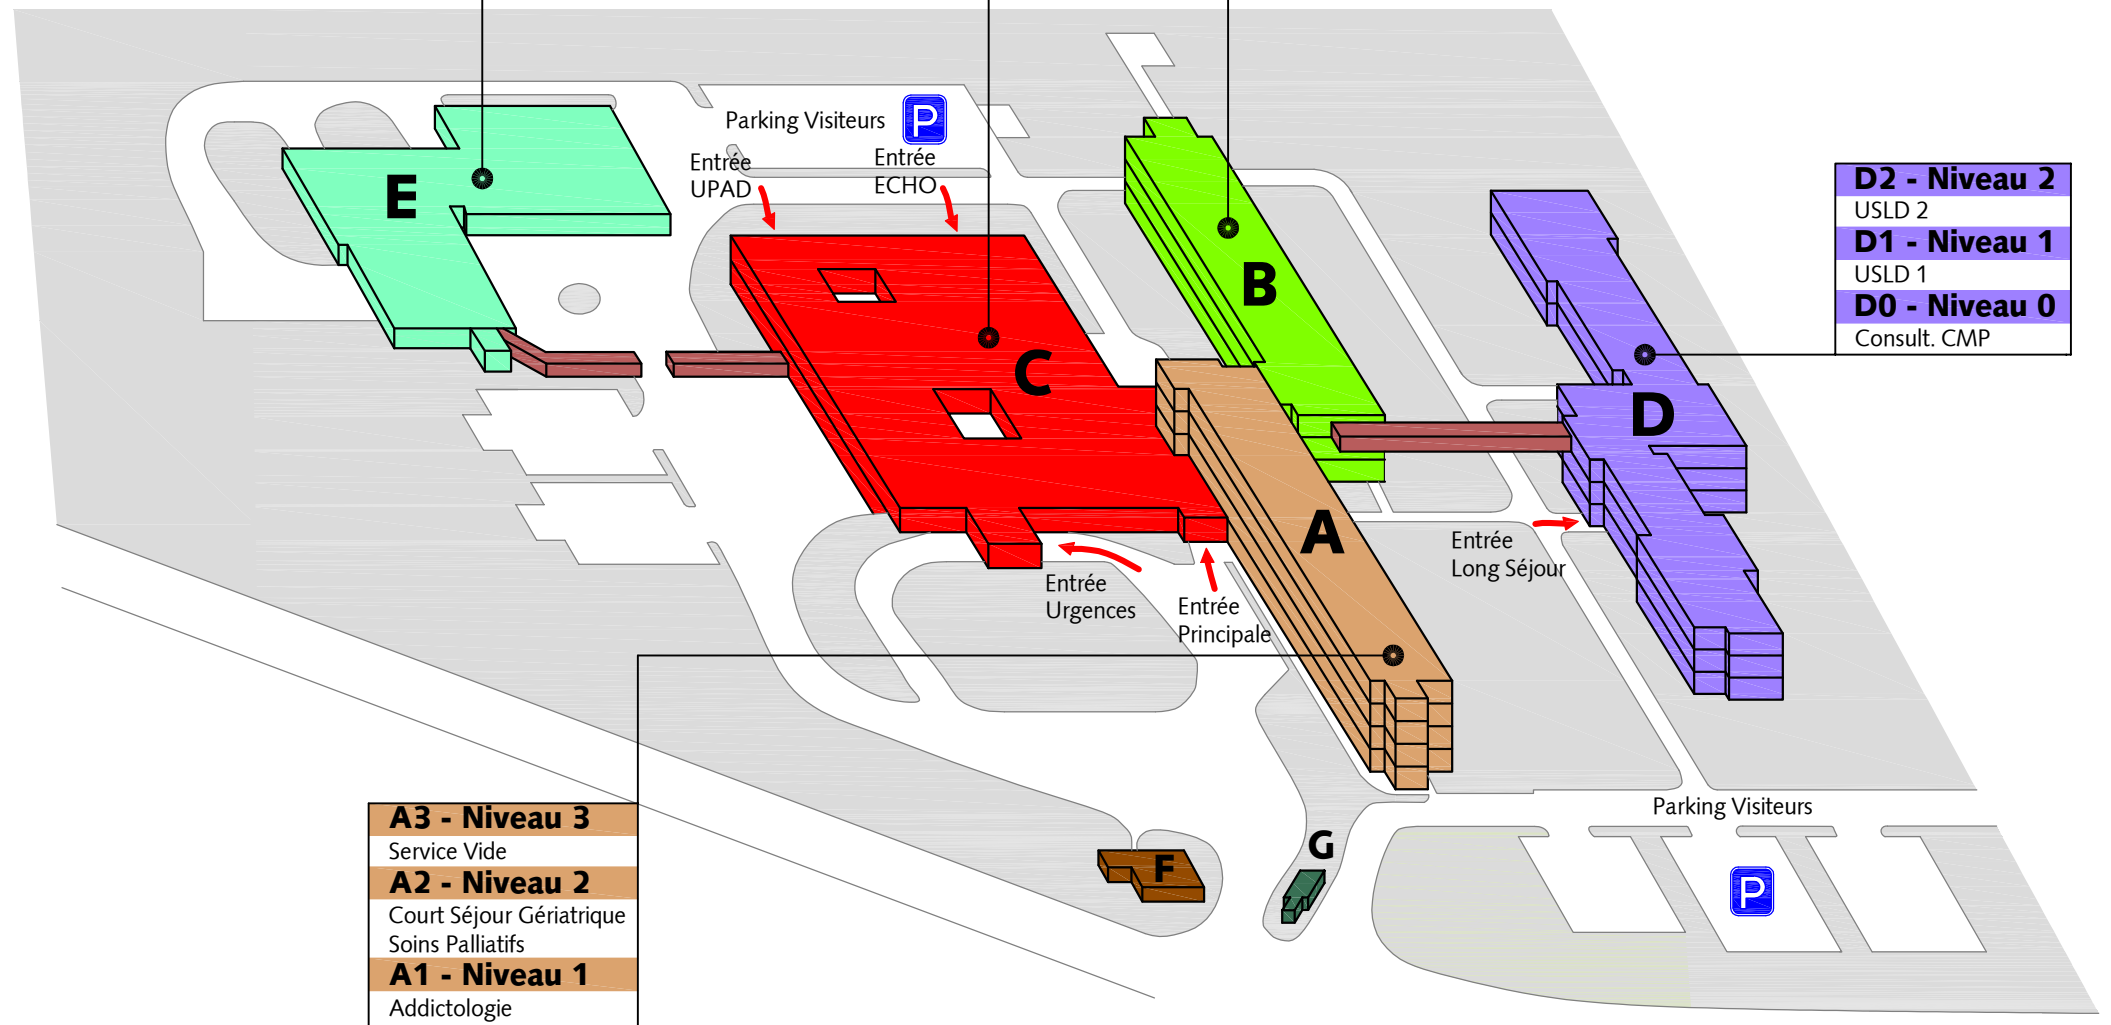 Parking Visiteurs
P
Entrée
UPAD
Entrée
ECHO
E
B
C
D
A
D2 - Niveau 2
USLD 2
D1 - Niveau 1
USLD 1
D0 - Niveau 0
Consult. CMP
Entrée
Long Séjour
Entrée
Urgences
Entrée
Principale
Parking Visiteurs
P
G
F
A3 - Niveau 3
Service Vide
A2 - Niveau 2
Court Séjour Gériatrique
Soins Palliatifs
A1 - Niveau 1
Addictologie